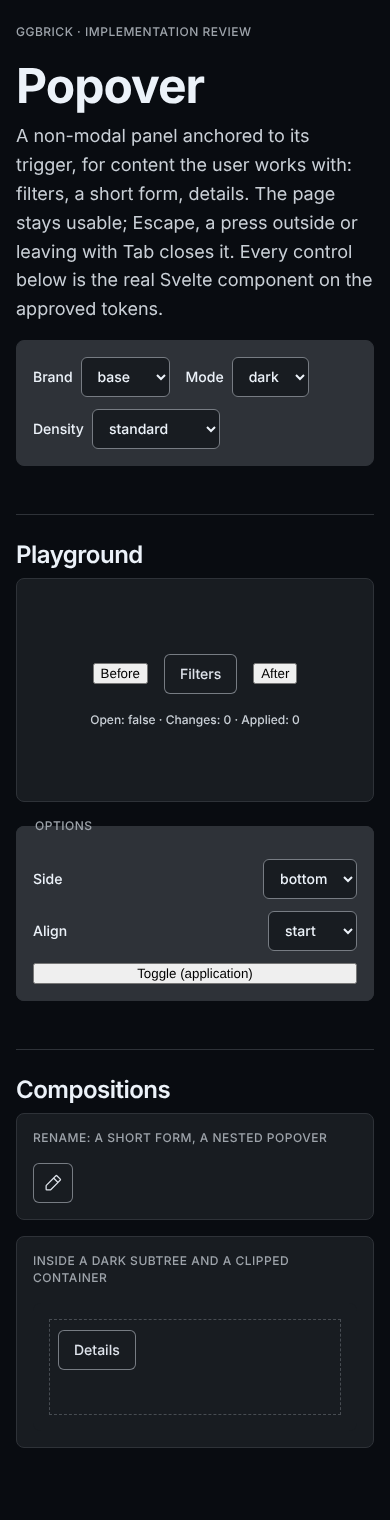 GGBRICK · IMPLEMENTATION REVIEW
Popover
A non-modal panel anchored to its
trigger, for content the user works with:
filters, a short form, details. The page
stays usable; Escape, a press outside or
leaving with Tab closes it. Every control
below is the real Svelte component on the
approved tokens.
Brand base Mode dark
Density standard
Playground
Before Filters After
Open: false · Changes: 0 · Applied: 0
OPTIONS
Side bottom
Align start
Toggle (application)
Compositions
RENAME: A SHORT FORM, A NESTED POPOVER
INSIDE A DARK SUBTREE AND A CLIPPED
CONTAINER
Details